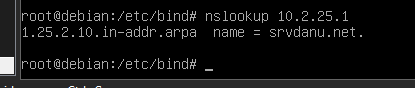 root@debian:/etc/bind# nslookup 10.2.25.1
1.25.2.10.in-addr.arpa  name = srvdanu.net.
root@debian:/etc/bind# _